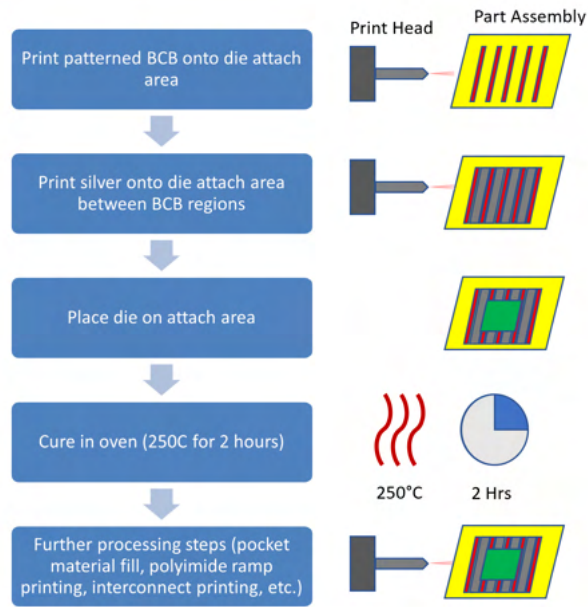 Print Head
Part Assembly
Print patterned BCB onto die attach
area
Print silver onto die attach area
between BCB regions
Place die on attach area
Cure in oven (250C for 2 hours)
250°C
2 Hrs
Further processing steps (pocket
material fill, polyimide ramp
printing, interconnect printing, etc.)